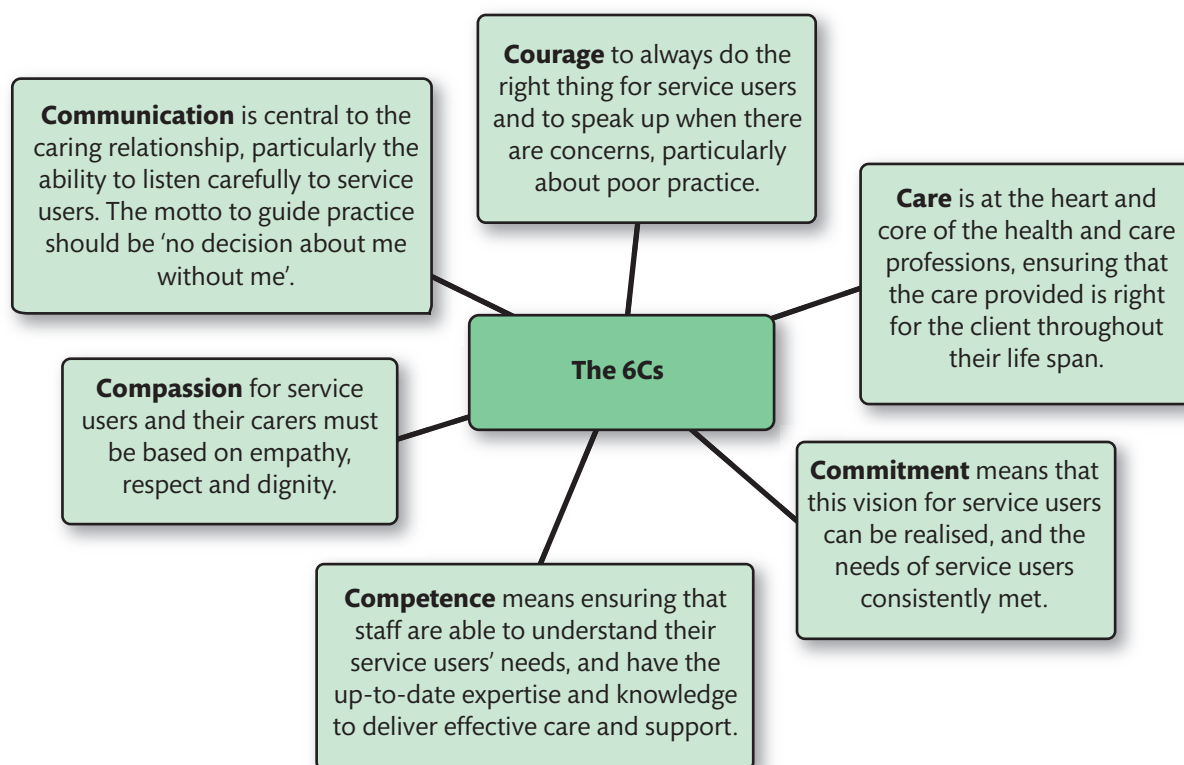 Courage to always do the
right thing for service users
and to speak up when there
are concerns, particularly
about poor practice.
Communication is central to the
caring relationship, particularly the
ability to listen carefully to service
users. The motto to guide practice
should be ‘no decision about me
without me’.
Care is at the heart and
core of the health and care
professions, ensuring that
the care provided is right
for the client throughout
their life span.
The 6Cs
Compassion for service
users and their carers must
be based on empathy,
respect and dignity.
Commitment means that
this vision for service users
can be realised, and the
needs of service users
consistently met.
Competence means ensuring that
staff are able to understand their
service users’ needs, and have the
up-to-date expertise and knowledge
to deliver effective care and support.